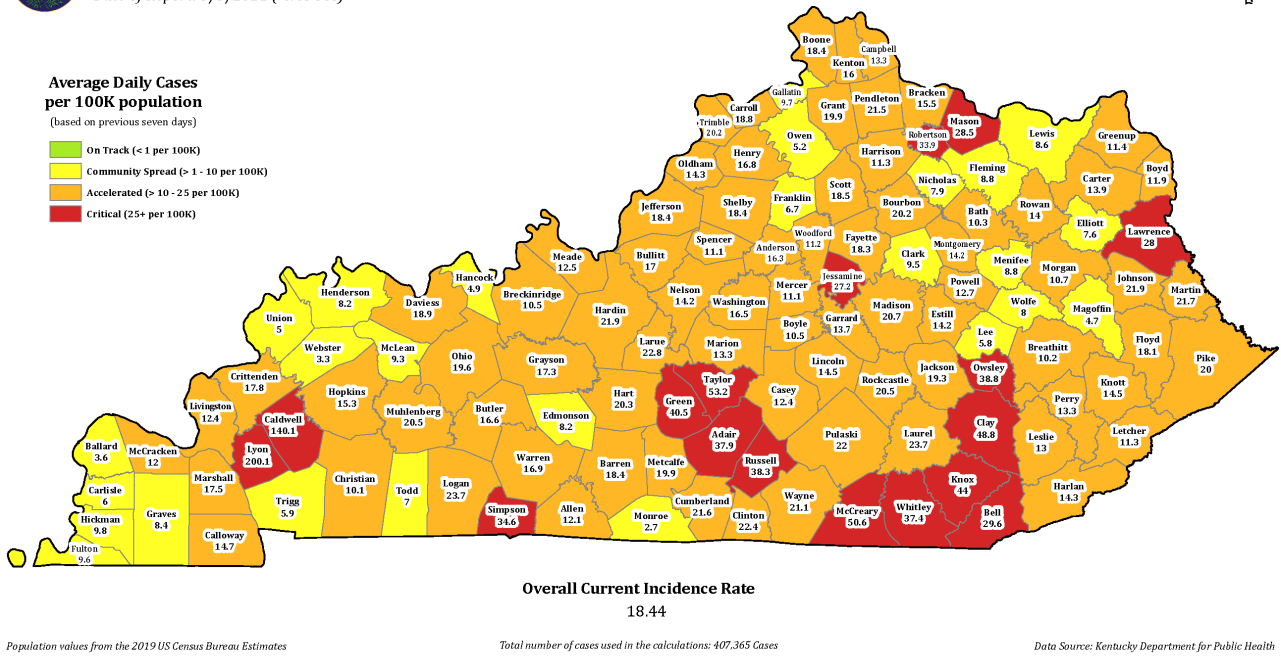 Average Daily Cases
per 100K population
(based on previous seven days)
On Track (< 1 per 100K)
Community Spread (> 1 - 10 per 100K)
Accelerated (> 10 - 25 per 100K)
Critical (25+ per 100K)
Boone
18.4
Kenton
16
Campbell
13.3
Gallatin
9.7
Carroll
18.8
Trimble
20.2
Grant
19.9
Pendleton
21.5
Bracken
15.5
Mason
28.5
Robertson
33.9
Owen
5.2
Lewis
8.6
Greenup
11.4
Henry
16.8
Oldham
14.3
Harrison
11.3
Fleming
8.8
Nicholas
7.9
Boyd
11.9
Carter
13.9
Scott
18.5
Franklin
6.7
Shelby
18.4
Jefferson
18.4
Bourbon
20.2
Bath
10.3
Rowan
14
Elliott
7.6
Lawrence
28
Spencer
11.1
Anderson
16.3
Woodford
11.2
Fayette
18.3
Clark
9.5
Montgomery
14.2
Menifee
8.8
Morgan
10.7
Johnson
21.9
Martin
21.7
Bullitt
17
Meade
12.5
Hancock
4.9
Breckinridge
10.5
Jessamine
27.2
Mercer
11.1
Powell
12.7
Nelson
14.2
Washington
16.5
Madison
20.7
Estill
14.2
Wolfe
8
Magoffin
4.7
Henderson
8.2
Daviess
18.9
Union
5
Hardin
21.9
Boyle
10.5
Garrard
13.7
Lee
5.8
Webster
3.3
McLean
9.3
Ohio
19.6
Grayson
17.3
Larue
22.8
Marion
13.3
Breathitt
10.2
Floyd
18.1
Pike
20
Lincoln
14.5
Rockcastle
20.5
Jackson
19.3
Owsley
38.8
Crittenden
17.8
Hopkins
15.3
Livingston
12.4
Caldwell
140.1
Muhlenberg
20.5
Butler
16.6
Edmonson
8.2
Hart
20.3
Green
40.5
Taylor
53.2
Casey
12.4
Knott
14.5
Perry
13.3
Clay
48.8
Leslie
13
Letcher
11.3
Adair
37.9
Pulaski
22
Laurel
23.7
Ballard
3.6
McCracken
12
Lyon
200.1
Warren
16.9
Barren
18.4
Metcalfe
19.9
Russell
38.3
Marshall
17.5
Christian
10.1
Todd
7
Logan
23.7
Knox
44
Harlan
14.3
Carlisle
6
Trigg
5.9
Simpson
34.6
Allen
12.1
Monroe
2.7
Cumberland
21.6
Clinton
22.4
Wayne
21.1
McCreary
50.6
Whitley
37.4
Bell
29.6
Hickman
9.8
Graves
8.4
Calloway
14.7
Fulton
9.6
Overall Current Incidence Rate
18.44
Population values from the 2019 US Census Bureau Estimates
Total number of cases used in the calculations: 407,365 Cases
Data Source: Kentucky Department for Public Health